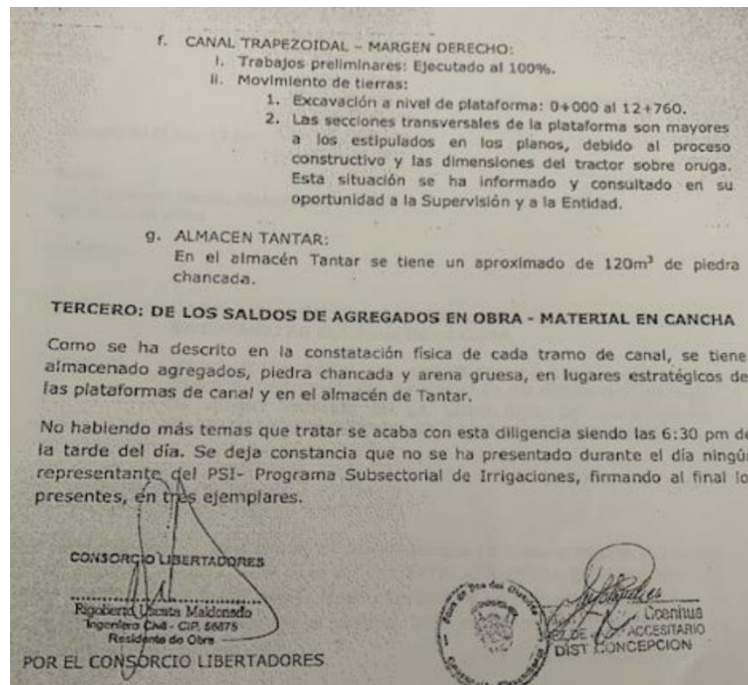 f. CANAL TRAPEZOIDAL – MARGEN DERECHO:
i. Trabajos preliminares: Ejecutado al 100%.
ii. Movimiento de tierras:
1. Excavación a nivel de plataforma: 0+000 al 12+760.
2. Las secciones transversales de la plataforma son mayores
a los estipulados en los planos, debido al proceso
constructivo y las dimensiones del tractor sobre oruga.
Esta situación se ha informado y consultado en su
oportunidad a la Supervisión y a la Entidad.
g. ALMACEN TANTAR:
En el almacén Tantar se tiene un aproximado de 120m³ de piedra
chancada.
TERCERO: DE LOS SALDOS DE AGREGADOS EN OBRA - MATERIAL EN CANCHA
Como se ha descrito en la constatación física de cada tramo de canal, se tiene
almacenado agregados, piedra chancada y arena gruesa, en lugares estratégicos de
las plataformas de canal y en el almacén de Tantar.
No habiendo más temas que tratar se acaba con esta diligencia siendo las 6:30 pm de
la tarde del día. Se deja constancia que no se ha presentado durante el día ningún
representante del PSI- Programa Subsectorial de Irrigaciones, firmando al final lo
presentes, en tres ejemplares.
CONSORCIO LIBERTADORES
Rigoberto Maldonado
Ingeniero Civil - CIP.
Residente de Obra
POR EL CONSORCIO LIBERTADORES
ACCESITARIO
DIST CONCEPCION